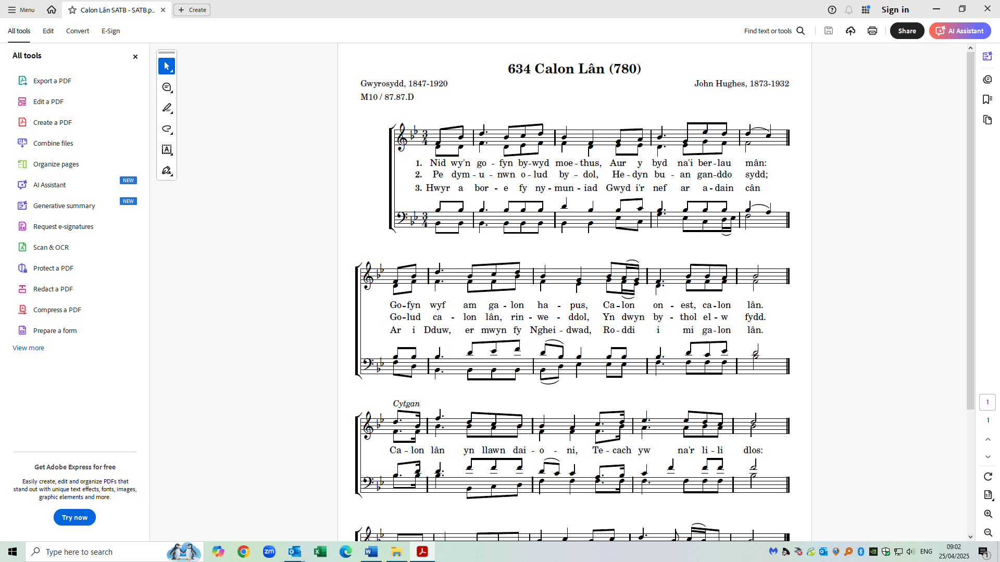 Menu
Calon Lân SATB - SATB.p...
Create
Sign in
All tools
Edit
Convert
E-Sign
Find text or tools
Share
AI Assistant
All tools
Export a PDF
Edit a PDF
Create a PDF
Combine files
Organize pages
AI Assistant
NEW
Generative summary
NEW
Request e-signatures
Scan & OCR
Protect a PDF
Redact a PDF
Compress a PDF
Prepare a form
View more
Get Adobe Express for free
Easily create, edit and organize PDFs that
stand out with unique text effects, fonts, images,
graphic elements and more.
Try now
634 Calon Lân (780)
Gwyrosydd, 1847-1920
John Hughes, 1873-1932
M10 / 87.87.D
3
4
1. Nid wy'n go - fyn by-wyd moe-thus, Aur y byd na'i ber-lau mân:
2. Pe dym-u-nwn o-lud by - dol, He-dyn bu - an gan-ddo sydd;
3. Hwyr a bor - e fy ny-mun-iad Gwyd i'r nef ar a-dain cân
3
4
Go-fyn wyf am ga - lon ha - pus, Ca-lon on - est, ca-lon lân.
Go-lud ca - lon lân, rin - we - ddol, Yn dwyn by - thol el - w fydd.
Ar i Dduw, er mwyn fy Nghei-dwad, Ro-ddi i mi ga-lon lân.
Cytgan
Ca - lon lân yn llawn dai - o - ni, Te-cach yw na'r li-li dlos:
1
1
1:1
Type here to search
zm
ENG
09:02
25/04/2025
1